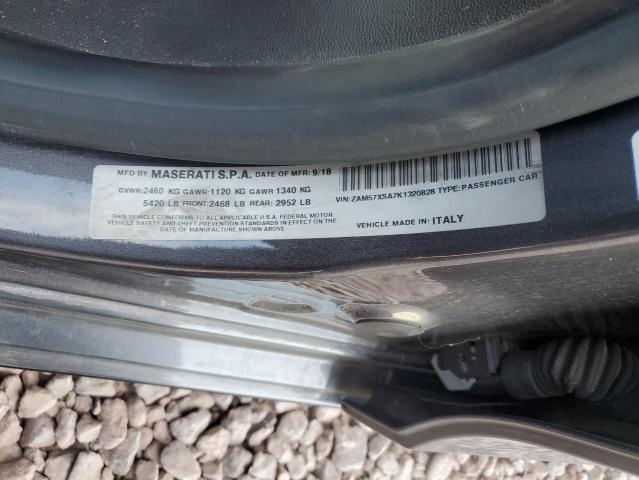 MFD BY MASERATI S.P.A. DATE OF MFR: 9/18
GVWR: 2460 KG GAWR: 1120 KG GAWR 1340 KG
5420 LB FRONT: 2468 LB REAR: 2952 LB
THIS VEHICLE CONFORMS TO ALL APPLICABLE U.S.A. FEDERAL MOTOR
VEHICLE SAFETY AND THEFT PREVENTION STANDARDS IN EFFECT ON THE
DATE OF MANUFACTURE SHOWN ABOVE
VIN: ZAM57XSA7K1320828 TYPE: PASSENGER CAR
VEHICLE MADE IN: ITALY